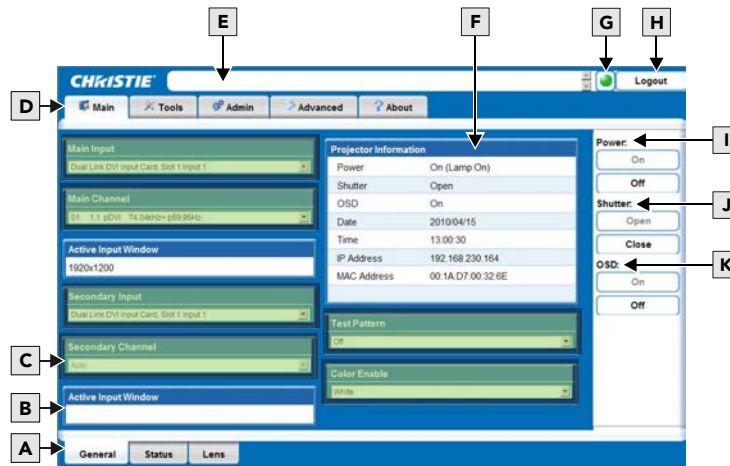 E
F
G
H
CHRISTIE
Logout
D
Main
Tools
Admin
Advanced
About
Main Input
Dual Link DVI Input Card, Slot 1 Input 1
Main Channel
01 1.1 pDVI 74.04kHz+ p59.95Hz-
Active Input Window
1920x1200
Secondary Input
Dual Link DVI Input Card, Slot 1 Input 1
C
Secondary Channel
Auto
B
Active Input Window
Projector Information
Power On (Lamp On)
Shutter Open
OSD On
Date 2010/04/15
Time 13:00:30
IP Address 192.168.230.164
MAC Address 00:1A:D7:00:32:6E
Test Pattern
Off
Color Enable
White
Power:
I
On
Off
Shutter:
J
Open
Close
OSD:
K
On
Off
A
General
Status
Lens